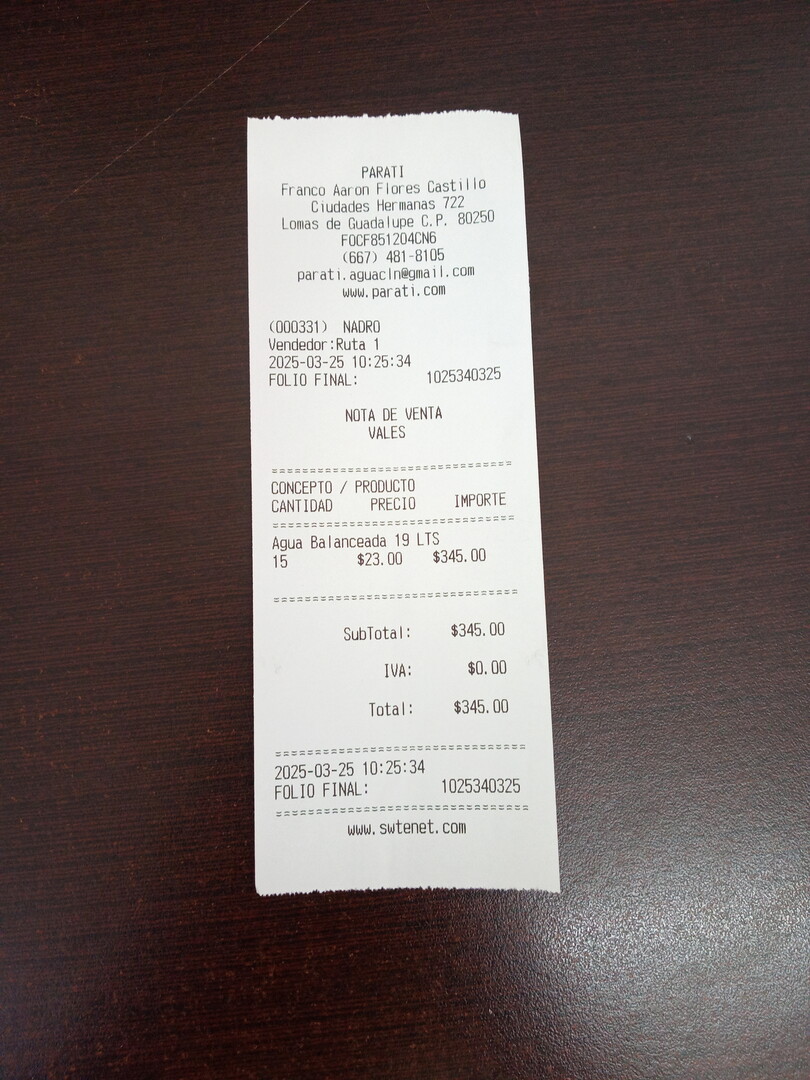 PARATI
Franco Aaron Flores Castillo
Ciudades Hermanas 722
Lomas de Guadalupe C.P. 80250
FOCF851204CN6
(667) 481-8105
parati.aguacln@gmail.com
www.parati.com
(000331) NADRO
Vendedor:Ruta 1
2025-03-25 10:25:34
FOLIO FINAL: 1025340325
NOTA DE VENTA
VALES
================================
CONCEPTO / PRODUCTO
CANTIDAD PRECIO IMPORTE
================================
Agua Balanceada 19 LTS
15 $23.00 $345.00
================================
SubTotal: $345.00
IVA: $0.00
Total: $345.00
================================
2025-03-25 10:25:34
FOLIO FINAL: 1025340325
================================
www.swtenet.com